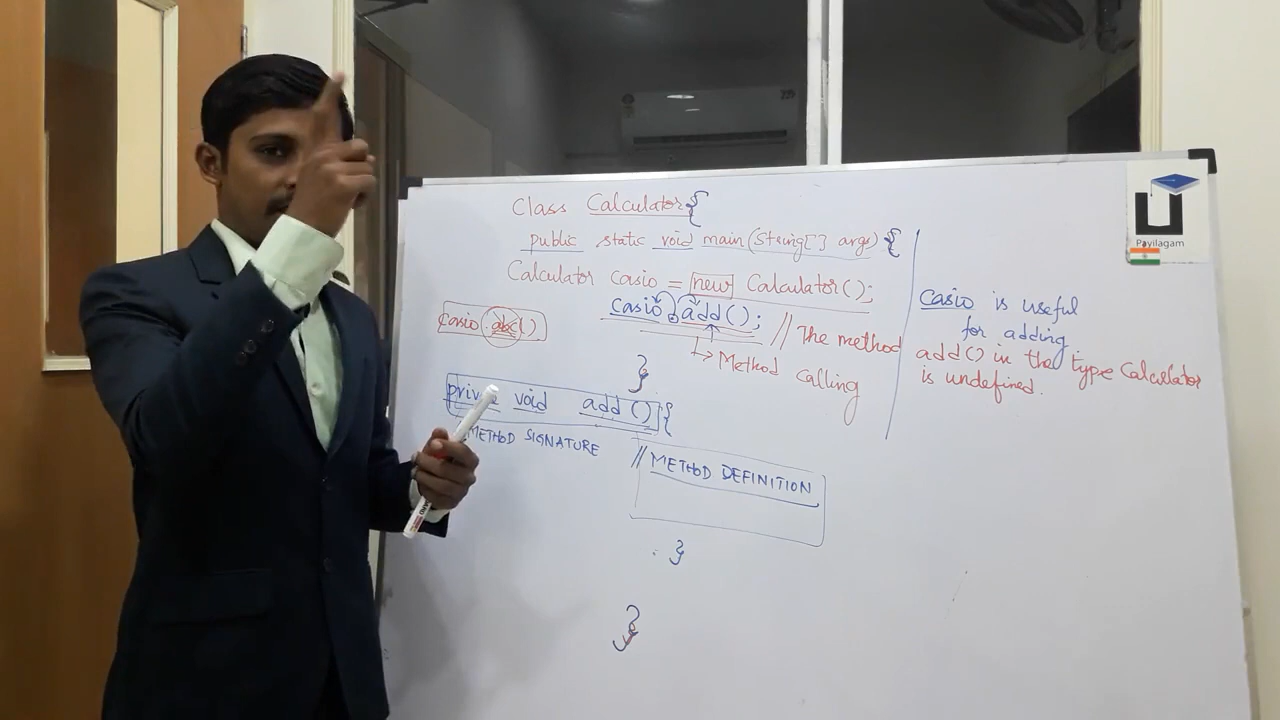 Class Calculator{
public static void main (String[] args) {
Calculator casio = new Calculator();
casio.add();
casio.abc()
// The method
add() in the type Calculator
is undefined.
Method calling
}
void add() {
METHOD SIGNATURE
// METHOD DEFINITION
}
}
casio is useful
for adding
Payilagam